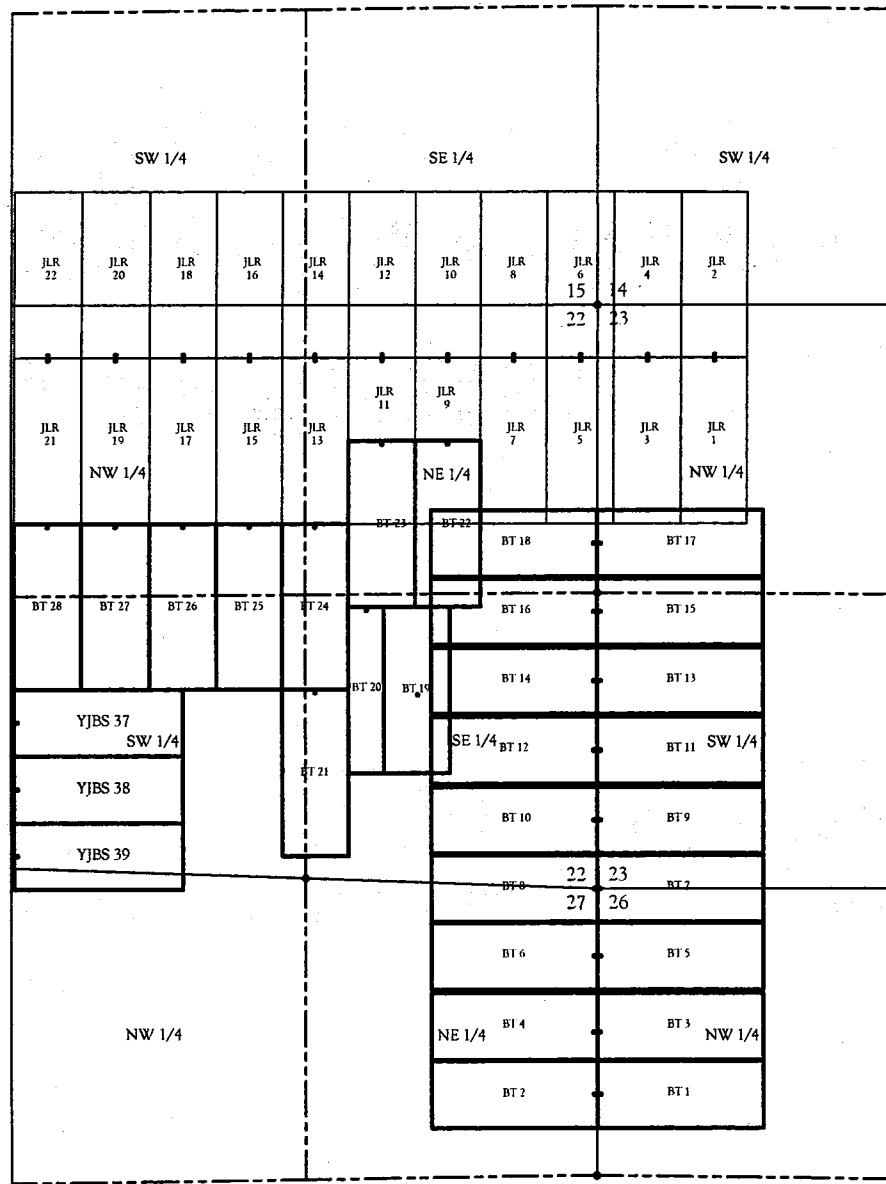 SW 1/4 SE 1/4 SW 1/4
JLR 22 JLR 20 JLR 18 JLR 16 JLR 14 JLR 12 JLR 10 JLR 8 JLR 6 JLR 4 JLR 2
15 14
22 23
JLR 21 JLR 19 JLR 17 JLR 15 JLR 13 JLR 11 JLR 9 JLR 7 JLR 5 JLR 3 JLR 1
NW 1/4 NE 1/4 NW 1/4
BT 23 BT 22
BT 18 BT 17
BT 28 BT 27 BT 26 BT 25 BT 24 BT 16 BT 15
BT 20 BT 19 BT 14 BT 13
YJBS 37
SW 1/4 SE 1/4 BT 12 BT 11 SW 1/4
BT 21
YJBS 38
BT 10 BT 9
YJBS 39
22 23
BT 8 BT 7
27 26
BT 6 BT 5
BT 4 BT 3
NW 1/4 NE 1/4 NW 1/4
BT 2 BT 1